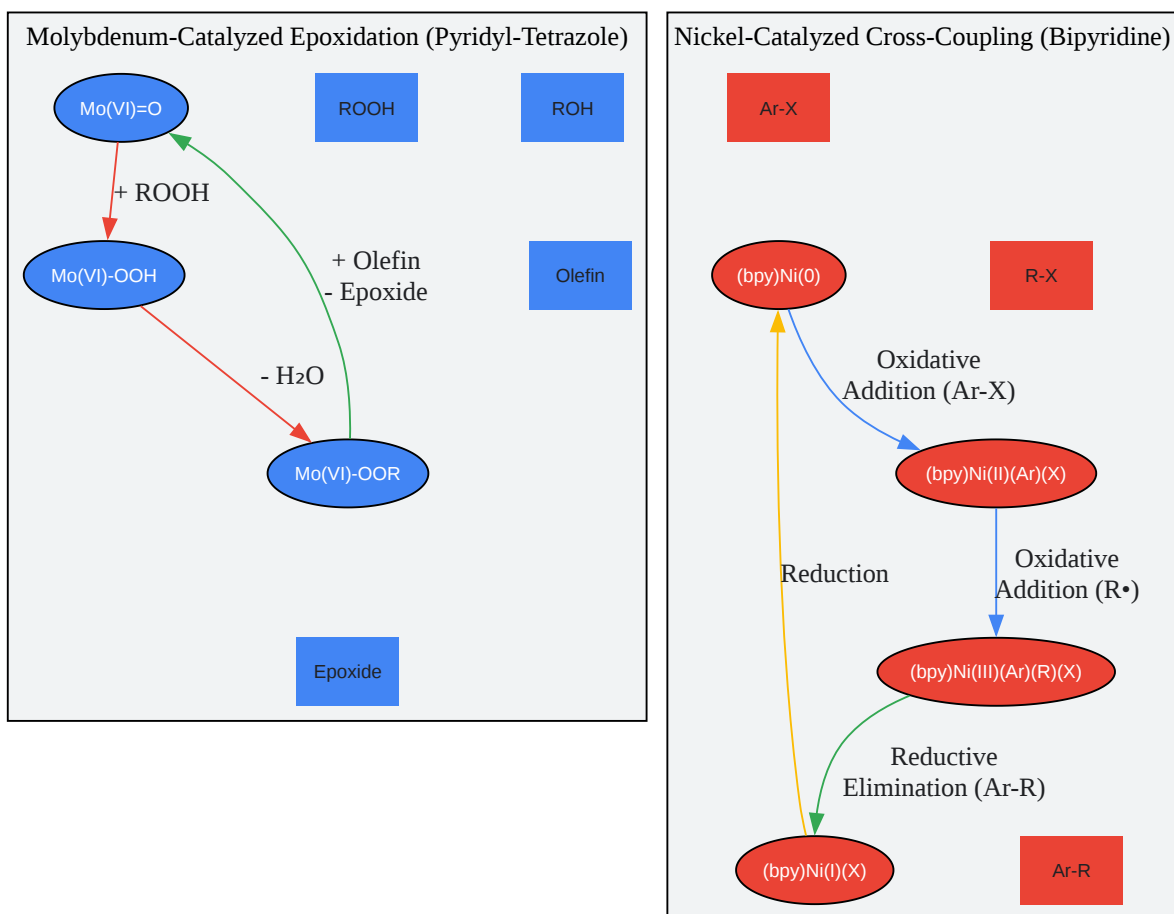 Molybdenum-Catalyzed Epoxidation (Pyridyl-Tetrazole)
Mo(VI)=O
ROOH
ROH
+ ROOH
Mo(VI)-OOH
+ Olefin
- Epoxide
Olefin
- H₂O
Mo(VI)-OOR
Epoxide
Nickel-Catalyzed Cross-Coupling (Bipyridine)
Ar-X
(bpy)Ni(0)
R-X
Oxidative
Addition (Ar-X)
(bpy)Ni(II)(Ar)(X)
Reduction
Oxidative
Addition (R•)
(bpy)Ni(III)(Ar)(R)(X)
Reductive
Elimination (Ar-R)
(bpy)Ni(I)(X)
Ar-R